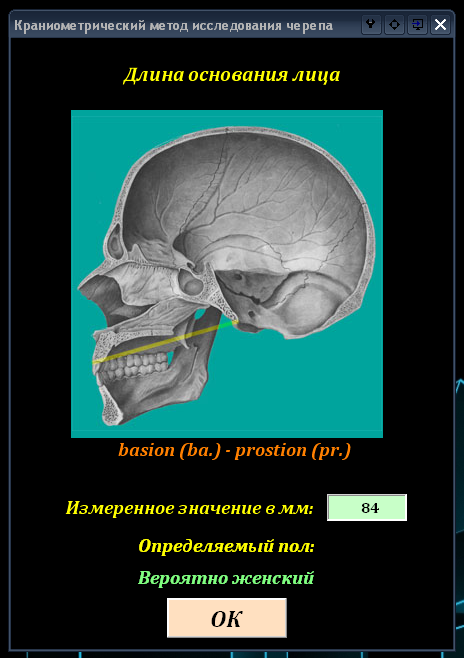 Краниометрический метод исследования черепа
Длина основания лица
basion (ba.) - prostion (pr.)
Измеренное значение в мм:
84
Определяемый пол:
Вероятно женский
ОК